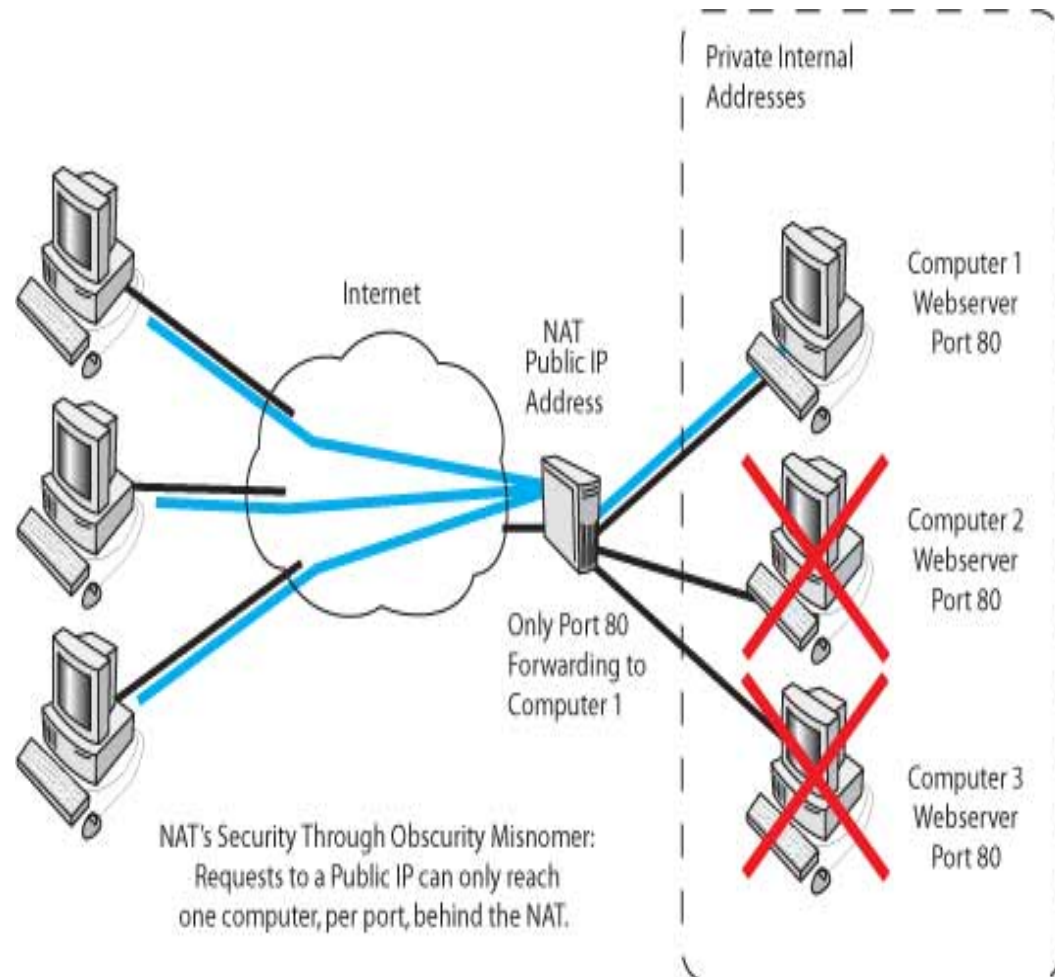 Private Internal
Addresses
Internet
NAT
Public IP
Address
Computer 1
Webserver
Port 80
Computer 2
Webserver
Port 80
Only Port 80
Forwarding to
Computer 1
Computer 3
Webserver
Port 80
NAT's Security Through Obscurity Misnomer:
Requests to a Public IP can only reach
one computer, per port, behind the NAT.